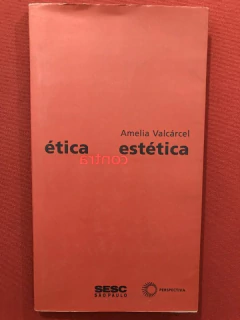 Amelia Valcárcel
ética contra estética
SESC
SÃO PAULO
PERSPECTIVA